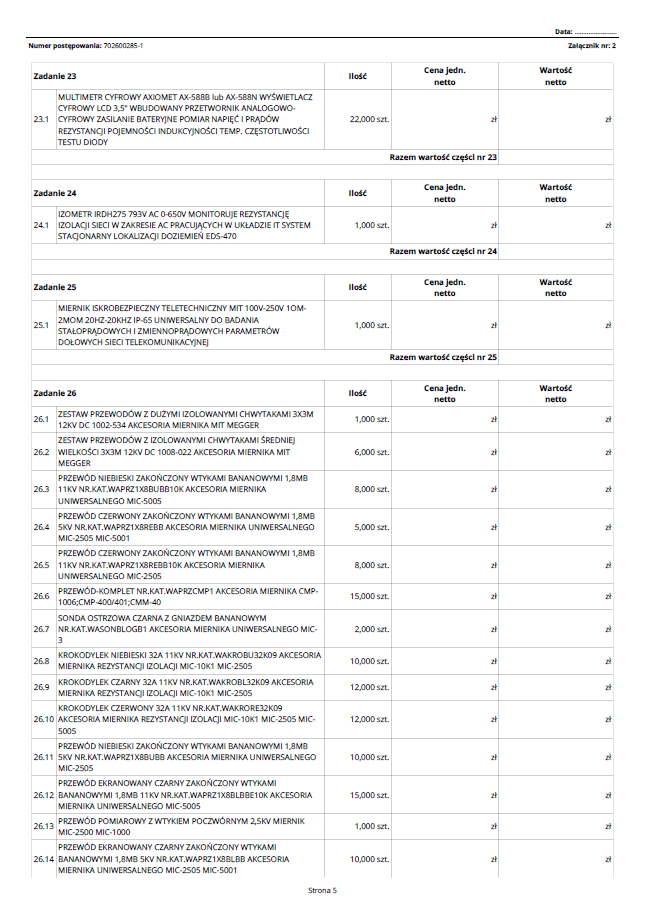 Data: ......................
Numer postępowania: 702600285-1 Załącznik nr: 2
Zadanie 23 Ilość Cena jedn. netto Wartość netto
23.1 MULTIMETR CYFROWY AXIOMET AX-588B lub AX-588N WYŚWIETLACZ
CYFROWY LCD 3,5" WBUDOWANY PRZETWORNIK ANALOGOWO-
CYFROWY ZASILANIE BATERYJNE POMIAR NAPIĘĆ I PRĄDÓW
REZYSTANCJI POJEMNOŚCI INDUKCYJNOŚCI TEMP. CZĘSTOTLIWOŚCI
TESTU DIODY
22,000 szt. zł zł
Razem wartość części nr 23
Zadanie 24 Ilość Cena jedn. netto Wartość netto
24.1 IZOMETR IRDH275 793V AC 0-650V MONITORUJE REZYSTANCJĘ
IZOLACJI SIECI W ZAKRESIE AC PRACUJĄCYCH W UKŁADZIE IT SYSTEM
STACJONARNY LOKALIZACJI DOZIEMIEŃ EDS-470
1,000 szt. zł zł
Razem wartość części nr 24
Zadanie 25 Ilość Cena jedn. netto Wartość netto
25.1 MIERNIK ISKROBEZPIECZNY TELETECHNICZNY MIT 100V-250V 1OM-
2MOM 20HZ-20KHZ IP-65 UNIWERSALNY DO BADANIA
STAŁOPRĄDOWYCH I ZMIENNOPRĄDOWYCH PARAMETRÓW
DOŁOWYCH SIECI TELEKOMUNIKACYJNEJ
1,000 szt. zł zł
Razem wartość części nr 25
Zadanie 26 Ilość Cena jedn. netto Wartość netto
26.1 ZESTAW PRZEWODÓW Z DUŻYMI IZOLOWANYMI CHWYTAKAMI 3X3M
12KV DC 1002-534 AKCESORIA MIERNIKA MIT MEGGER
1,000 szt. zł zł
26.2 ZESTAW PRZEWODÓW Z IZOLOWANYMI CHWYTAKAMI ŚREDNIEJ
WIELKOŚCI 3X3M 12KV DC 1008-022 AKCESORIA MIERNIKA MIT
MEGGER
6,000 szt. zł zł
26.3 PRZEWÓD NIEBIESKI ZAKOŃCZONY WTYKAMI BANANOWYMI 1,8MB
11KV NR.KAT.WAPRZ1X8BUBB10K AKCESORIA MIERNIKA
UNIWERSALNEGO MIC-5005
8,000 szt. zł zł
26.4 PRZEWÓD CZERWONY ZAKOŃCZONY WTYKAMI BANANOWYMI 1,8MB
5KV NR.KAT.WAPRZ1X8REBB AKCESORIA MIERNIKA UNIWERSALNEGO
MIC-2505 MIC-5001
5,000 szt. zł zł
26.5 PRZEWÓD CZERWONY ZAKOŃCZONY WTYKAMI BANANOWYMI 1,8MB
11KV NR.KAT.WAPRZ1X8REBB10K AKCESORIA MIERNIKA
UNIWERSALNEGO MIC-2505
8,000 szt. zł zł
26.6 PRZEWÓD-KOMPLET NR.KAT.WAPRZCMP1 AKCESORIA MIERNIKA CMP-
1006;CMP-400/401;CMM-40
15,000 szt. zł zł
26.7 SONDA OSTRZOWA CZARNA Z GNIAZDEM BANANOWYM
NR.KAT.WASONBLOGB1 AKCESORIA MIERNIKA UNIWERSALNEGO MIC-
3
2,000 szt. zł zł
26.8 KROKODYLEK NIEBIESKI 32A 11KV NR.KAT.WAKROBU32K09 AKCESORIA
MIERNIKA REZYSTANCJI IZOLACJI MIC-10K1 MIC-2505
10,000 szt. zł zł
26.9 KROKODYLEK CZARNY 32A 11KV NR.KAT.WAKROBL32K09 AKCESORIA
MIERNIKA REZYSTANCJI IZOLACJI MIC-10K1 MIC-2505
12,000 szt. zł zł
26.10 KROKODYLEK CZERWONY 32A 11KV NR.KAT.WAKRORE32K09
AKCESORIA MIERNIKA REZYSTANCJI IZOLACJI MIC-10K1 MIC-2505 MIC-
5005
12,000 szt. zł zł
26.11 PRZEWÓD NIEBIESKI ZAKOŃCZONY WTYKAMI BANANOWYMI 1,8MB
5KV NR.KAT.WAPRZ1X8BUBB AKCESORIA MIERNIKA UNIWERSALNEGO
MIC-2505
10,000 szt. zł zł
26.12 PRZEWÓD EKRANOWANY CZARNY ZAKOŃCZONY WTYKAMI
BANANOWYMI 1,8MB 11KV NR.KAT.WAPRZ1X8BLBBE10K AKCESORIA
MIERNIKA UNIWERSALNEGO MIC-5005
15,000 szt. zł zł
26.13 PRZEWÓD POMIAROWY Z WTYKIEM POCZWÓRNYM 2,5KV MIERNIK
MIC-2500 MIC-1000
1,000 szt. zł zł
26.14 PRZEWÓD EKRANOWANY CZARNY ZAKOŃCZONY WTYKAMI
BANANOWYMI 1,8MB 5KV NR.KAT.WAPRZ1X8BLBB AKCESORIA
MIERNIKA UNIWERSALNEGO MIC-2505 MIC-5001
10,000 szt. zł zł
Strona 5